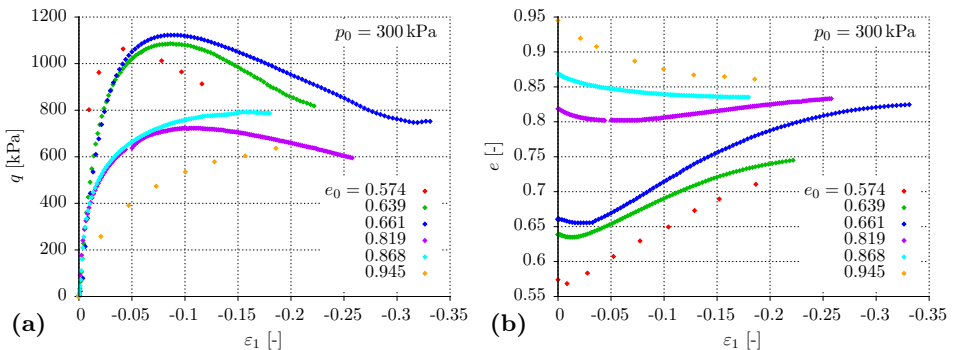 p₀ = 300 kPa
1200
1000
800
600
400
200
0
q [kPa]
e₀ = 0.574
0.639
0.661
0.819
0.868
0.945
0 -0.05 -0.1 -0.15 -0.2 -0.25 -0.3 -0.35
(a)
ε₁ [-]
p₀ = 300 kPa
0.95
0.9
0.85
0.8
0.75
0.7
0.65
0.6
0.55
e [-]
e₀ = 0.574
0.639
0.661
0.819
0.868
0.945
0 -0.05 -0.1 -0.15 -0.2 -0.25 -0.3 -0.35
(b)
ε₁ [-]